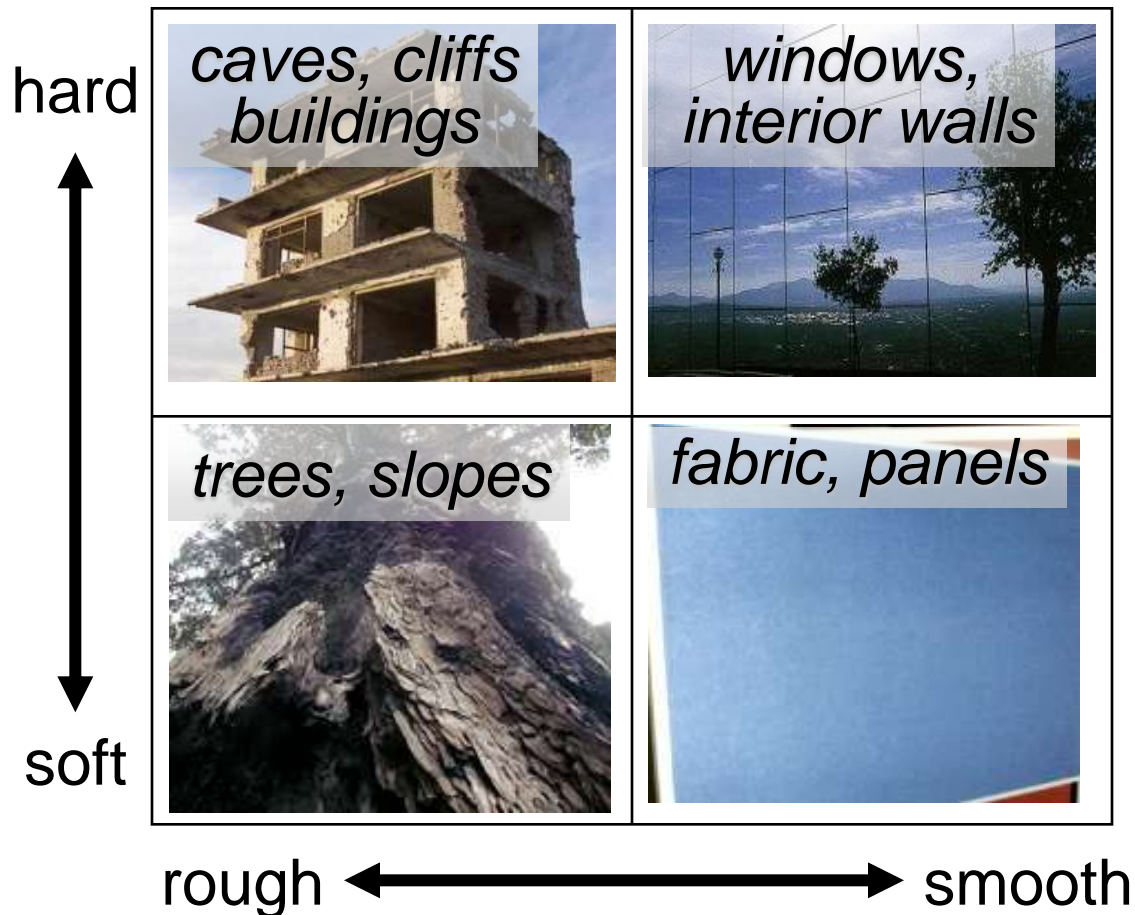 hard
caves, cliffs
buildings
windows,
interior walls
trees, slopes
fabric, panels
soft
rough
smooth